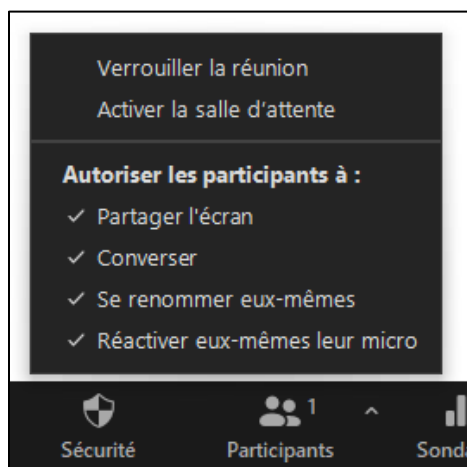 Verrouiller la réunion
Activer la salle d'attente
Autoriser les participants à :
Partager l'écran
Converser
Se renommer eux-mêmes
Réactiver eux-mêmes leur micro
1
Sécurité Participants Sonda